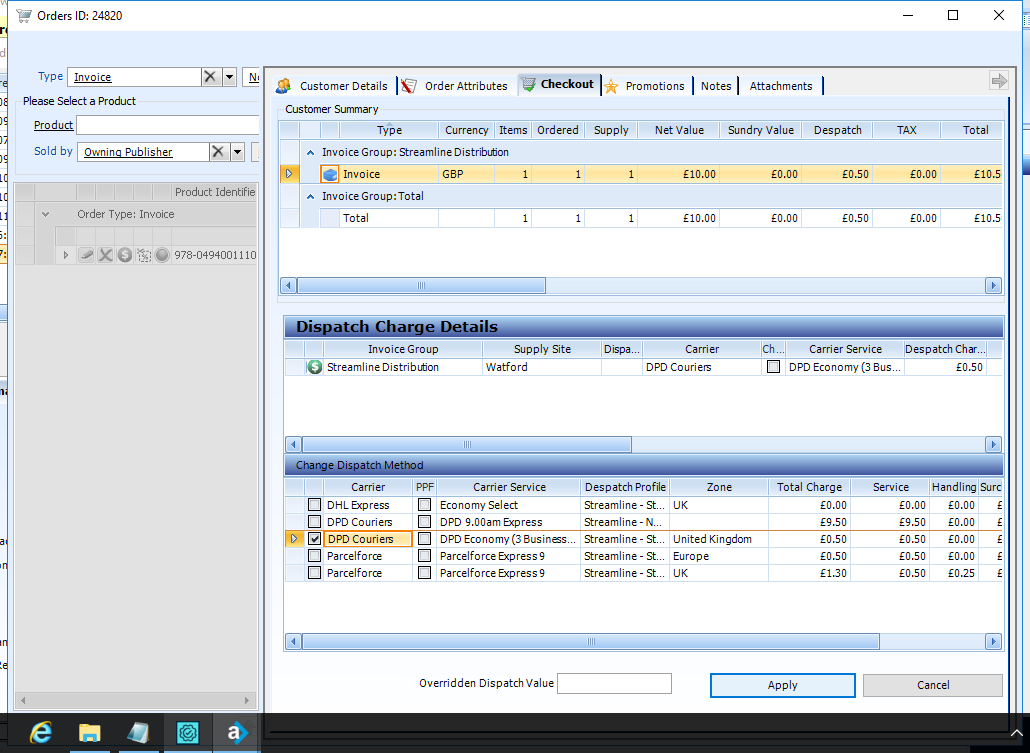 Orders ID: 24820
Type Invoice
Please Select a Product
Product
Sold by Owning Publisher
Product Identifie
Order Type: Invoice
978-0494001110
Customer Details Order Attributes Checkout Promotions Notes Attachments
Customer Summary
Type Currency Items Ordered Supply Net Value Sundry Value Despatch TAX Total
Invoice Group: Streamline Distribution
Invoice GBP 1 1 1 £10.00 £0.00 £0.50 £0.00 £10.5
Invoice Group: Total
Total 1 1 1 £10.00 £0.00 £0.50 £0.00 £10.5
Dispatch Charge Details
Invoice Group Supply Site Dispa... Carrier Ch... Carrier Service Despatch Char...
Streamline Distribution Watford DPD Couriers DPD Economy (3 Bus... £0.50
Change Dispatch Method
Carrier PPF Carrier Service Despatch Profile Zone Total Charge Service Handling Surc
DHL Express Economy Select Streamline - St... UK £0.00 £0.00 £0.00 £
DPD Couriers DPD 9.00am Express Streamline - N... £9.50 £9.50 £0.00 £
DPD Couriers DPD Economy (3 Business... Streamline - St... United Kingdom £0.50 £0.50 £0.00 £
Parcelforce Parcelforce Express 9 Streamline - St... Europe £0.50 £0.50 £0.00 £
Parcelforce Parcelforce Express 9 Streamline - St... UK £1.30 £0.50 £0.25 £
Overridden Dispatch Value Apply Cancel